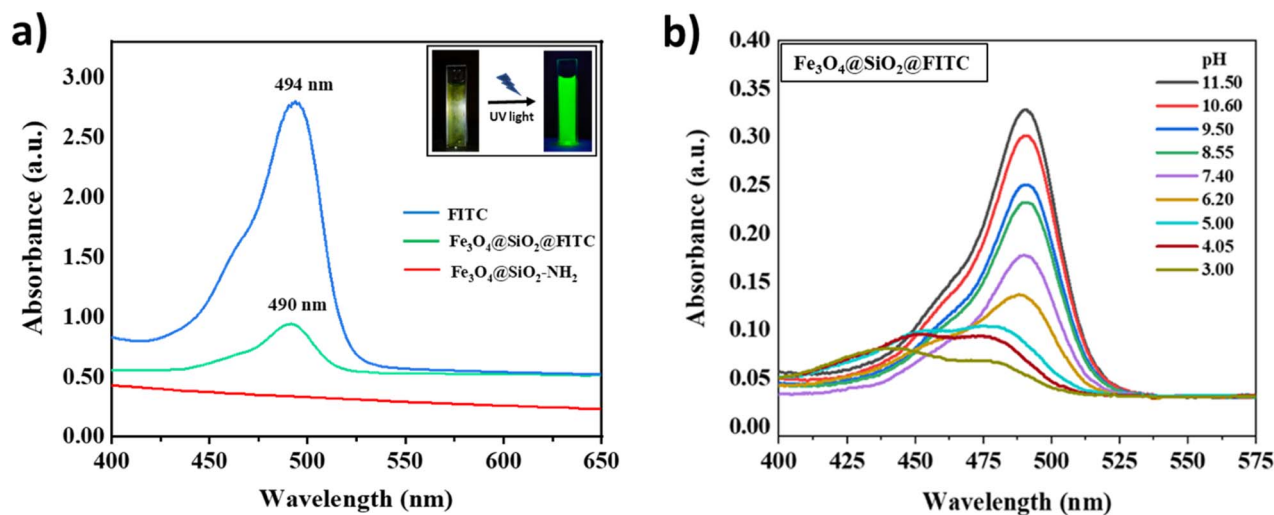 a)
3.00
2.50
2.00
1.50
1.00
0.50
0.00
Absorbance (a.u.)
494 nm
490 nm
UV light
FITC
Fe₃O₄@SiO₂@FITC
Fe₃O₄@SiO₂-NH₂
400 450 500 550 600 650
Wavelength (nm)
b)
0.40
0.35
0.30
0.25
0.20
0.15
0.10
0.05
0.00
Absorbance (a.u.)
Fe₃O₄@SiO₂@FITC
pH
11.50
10.60
9.50
8.55
7.40
6.20
5.00
4.05
3.00
400 425 450 475 500 525 550 575
Wavelength (nm)